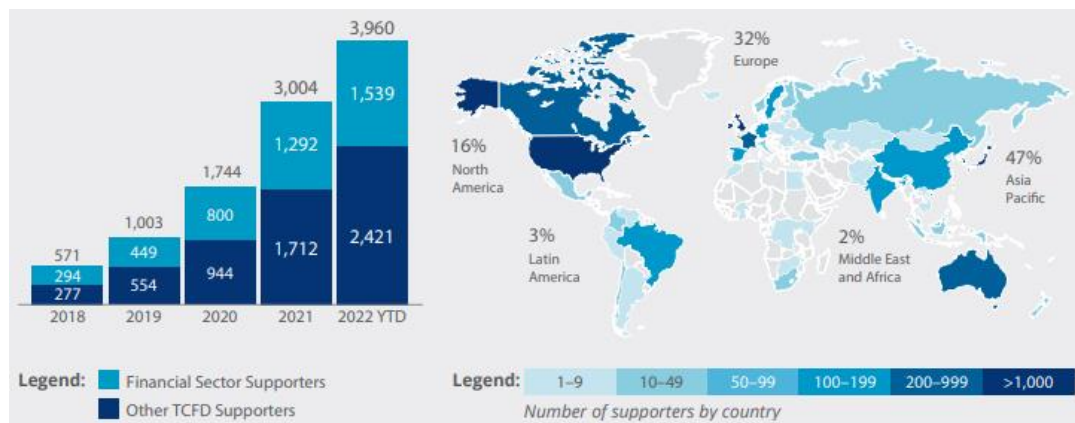 3,960
1,539
2,421
2022 YTD
3,004
1,292
1,712
2021
1,744
800
944
2020
1,003
449
554
2019
571
294
277
2018
Legend:
Financial Sector Supporters
Other TCFD Supporters
32%
Europe
16%
North
America
47%
Asia
Pacific
3%
Latin
America
2%
Middle East
and Africa
Legend:
1–9
10–49
50–99
100–199
200–999
>1,000
Number of supporters by country